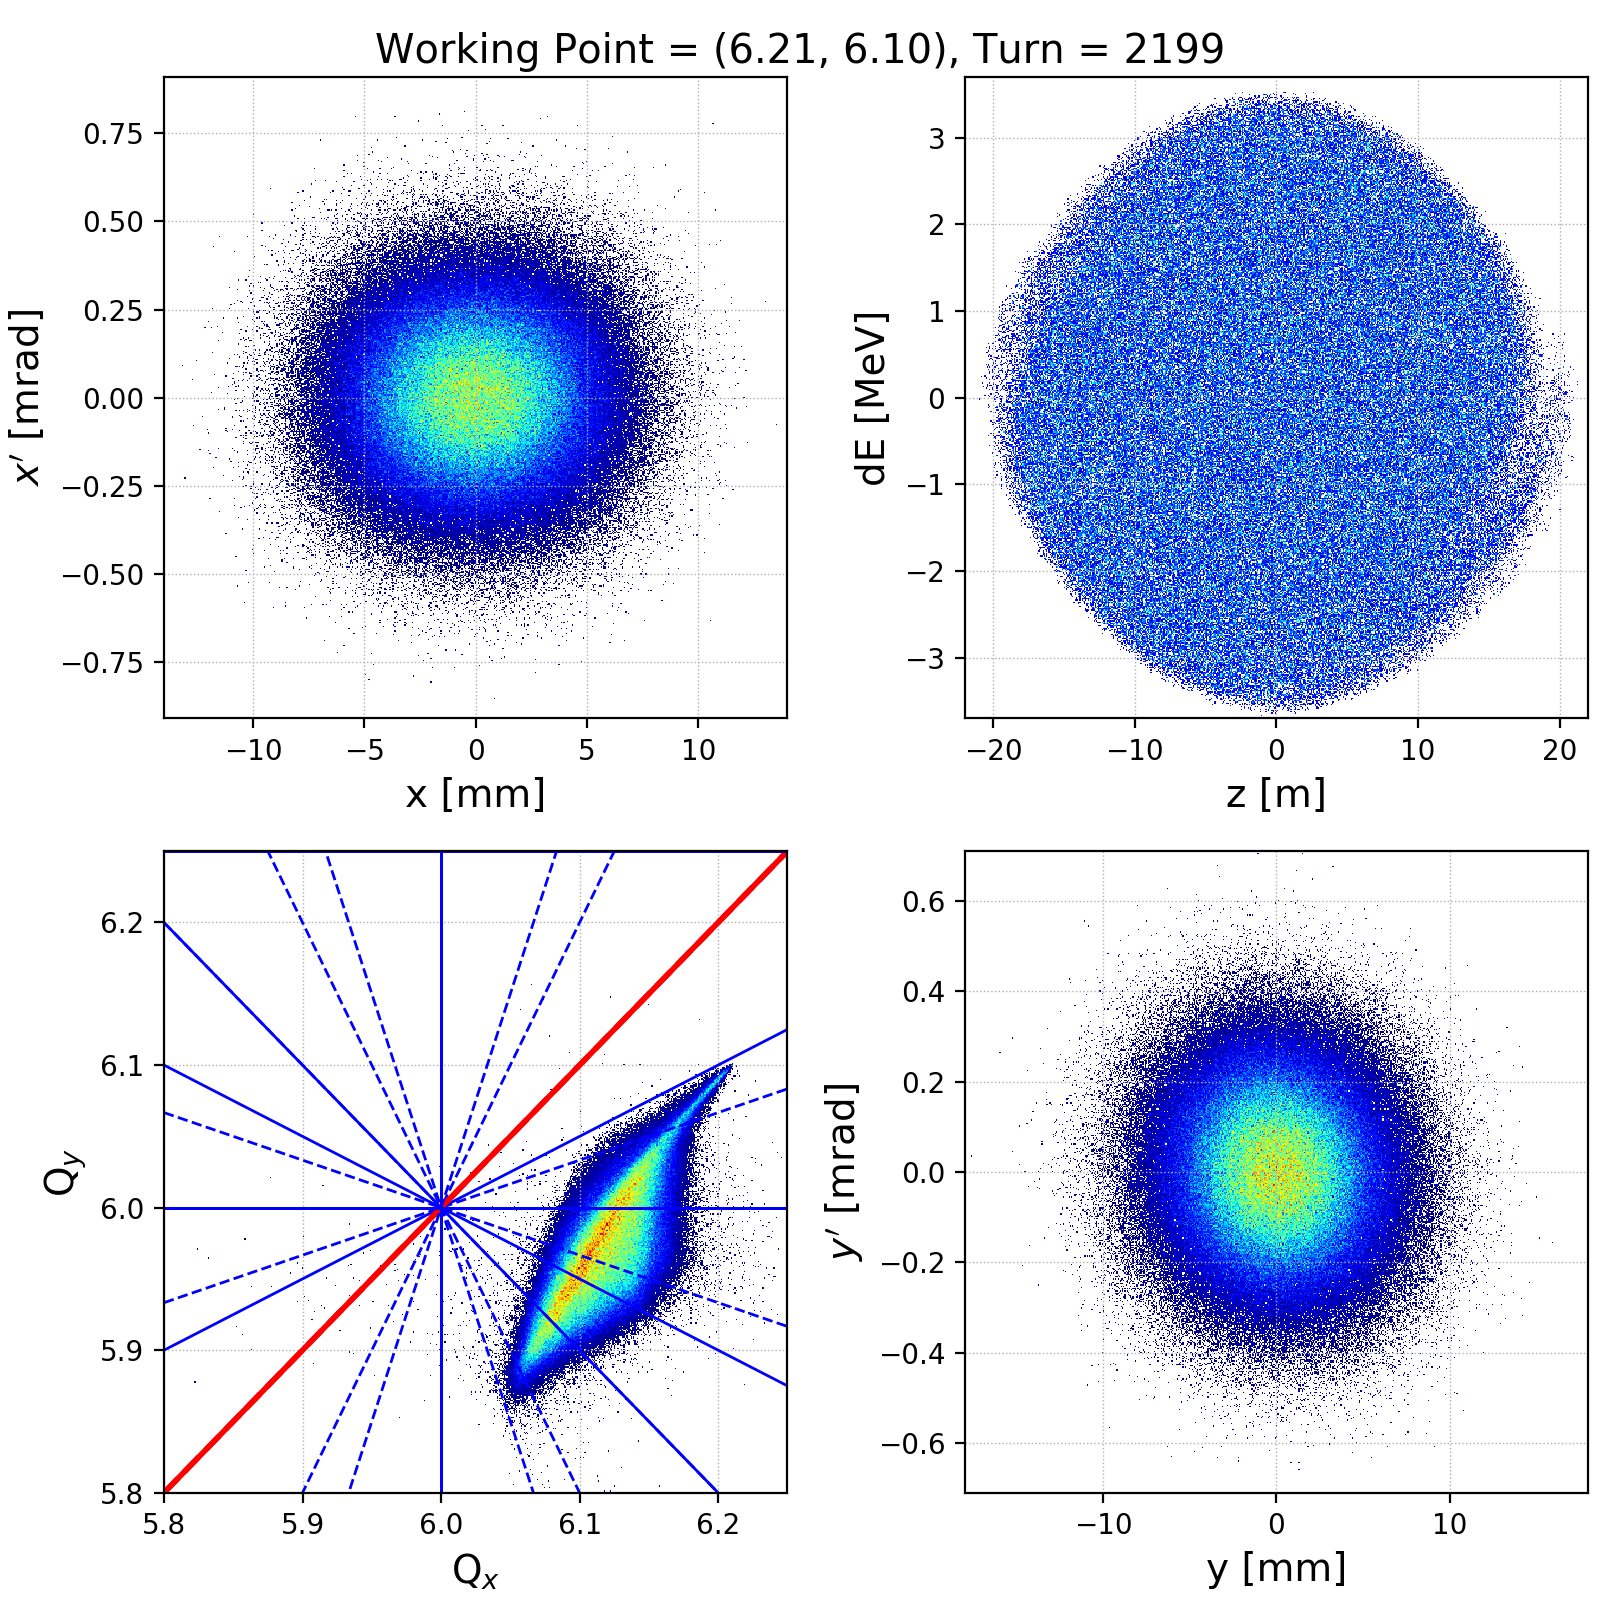 Working Point = (6.21, 6.10), Turn = 2199
0.75
0.50
0.25
0.00
−0.25
−0.50
−0.75
x′ [mrad]
−10 −5 0 5 10
x [mm]
3
2
1
0
−1
−2
−3
dE [MeV]
−20 −10 0 10 20
z [m]
6.2
6.1
6.0
5.9
5.8
Qy
5.8 5.9 6.0 6.1 6.2
Qx
0.6
0.4
0.2
0.0
−0.2
−0.4
−0.6
y′ [mrad]
−10 0 10
y [mm]